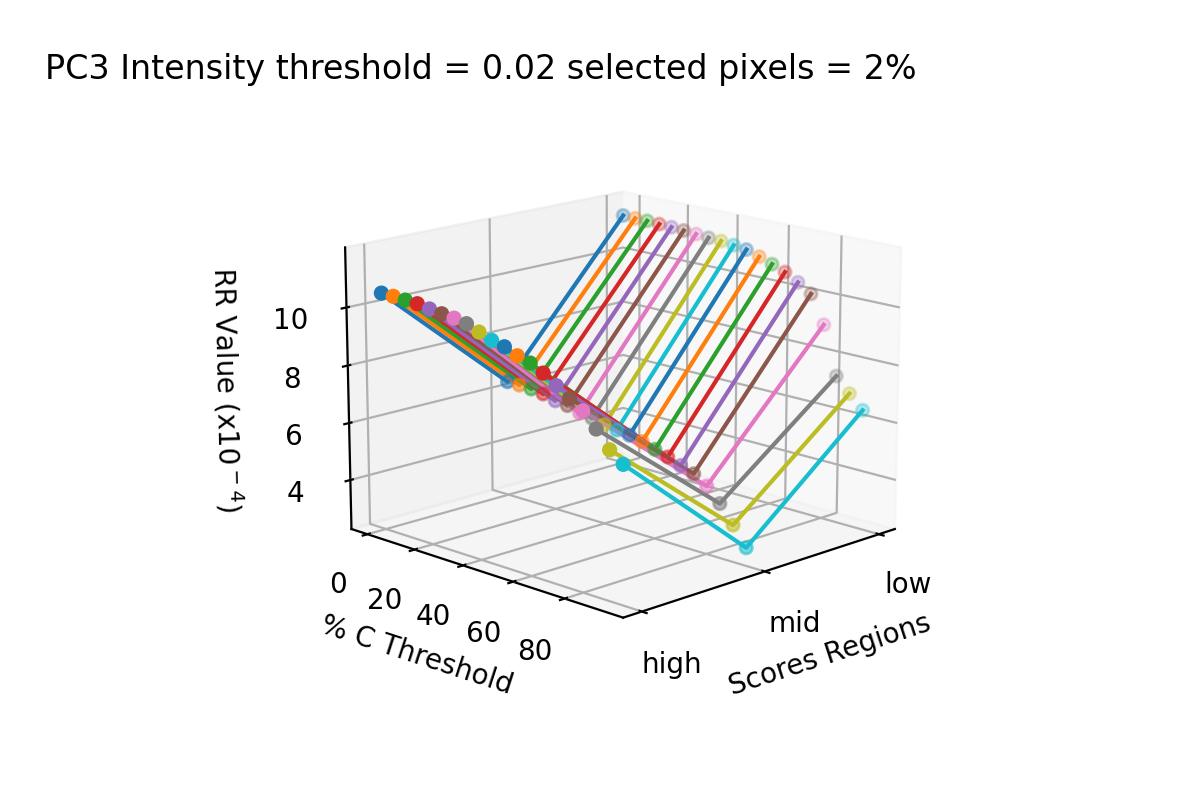 PC3 Intensity threshold = 0.02 selected pixels = 2%
RR Value (x10⁻⁴)
10
8
6
4
0
20
40
60
80
% C Threshold
high
mid
low
Scores Regions